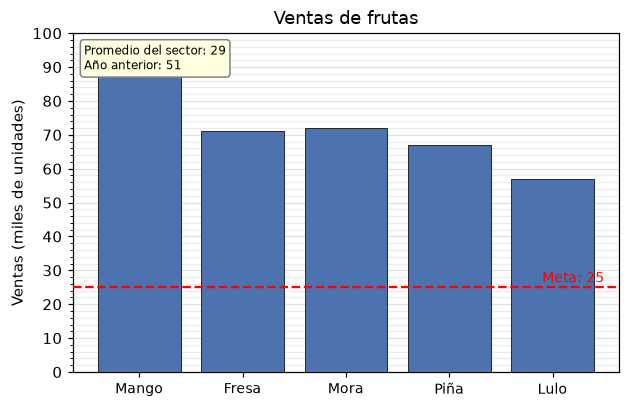 Ventas de frutas
Ventas (miles de unidades)
100
90
80
70
60
50
40
30
20
10
0
Promedio del sector: 29
Año anterior: 51
Meta: 25
Mango
Fresa
Mora
Piña
Lulo